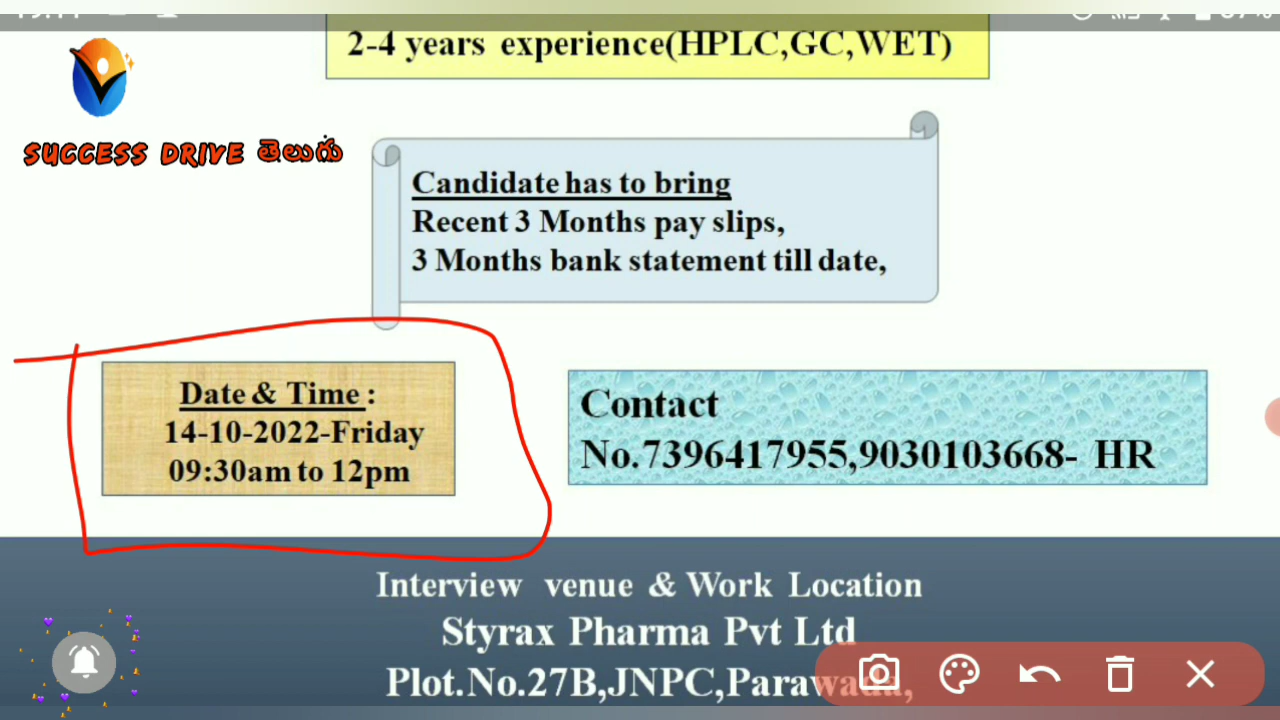 2-4 years experience(HPLC,GC,WET)
SUCCESS DRIVE తెలుగు
Candidate has to bring
Recent 3 Months pay slips,
3 Months bank statement till date,
Date & Time :
14-10-2022-Friday
09:30am to 12pm
Contact
No.7396417955,9030103668- HR
Interview venue & Work Location
Styrax Pharma Pvt Ltd
Plot.No.27B,JNPC,Parawada,